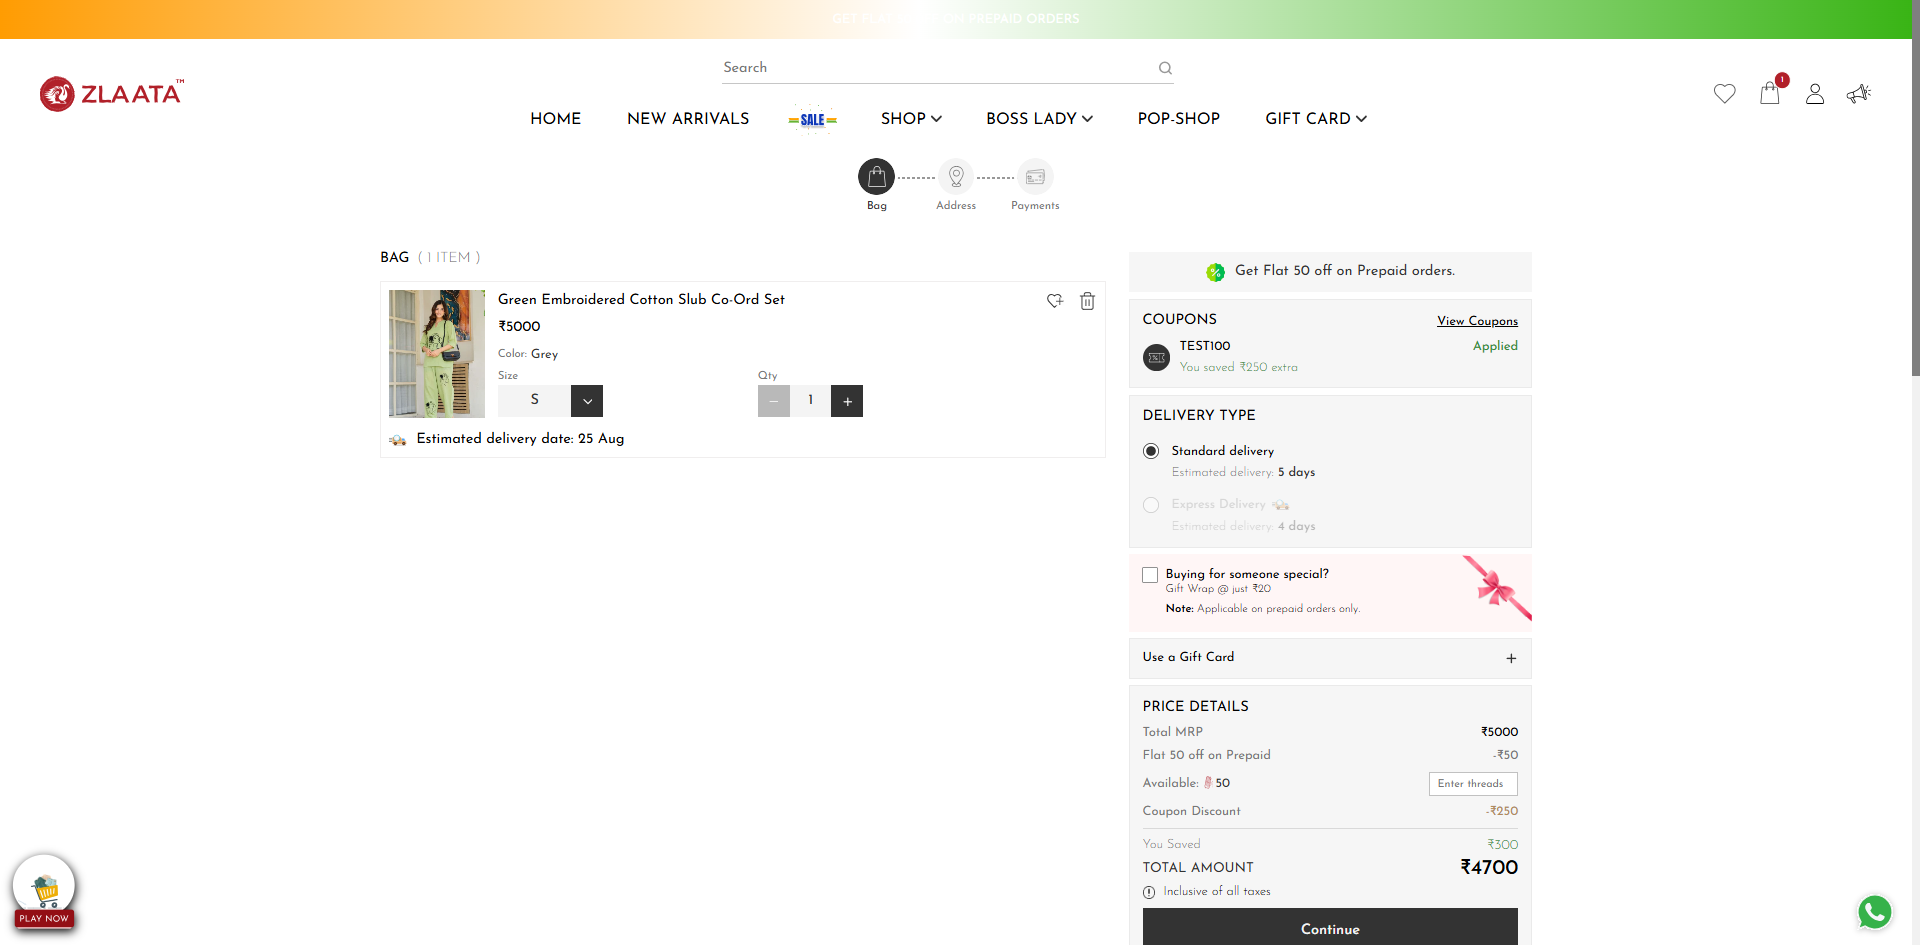 GET FLAT 50 OFF ON PREPAID ORDERS
Search
ZLAATA™
1
HOME
NEW ARRIVALS
SALE
SHOP
BOSS LADY
POP-SHOP
GIFT CARD
Bag
Address
Payments
BAG ( 1 ITEM )
Green Embroidered Cotton Slub Co-Ord Set
₹5000
Color: Grey
Size
Qty
S
1
Estimated delivery date: 25 Aug
Get Flat 50 off on Prepaid orders.
COUPONS
View Coupons
TEST100
Applied
You saved ₹250 extra
DELIVERY TYPE
Standard delivery
Estimated delivery: 5 days
Express Delivery
Estimated delivery: 4 days
Buying for someone special?
Gift Wrap @ just ₹20
Note: Applicable on prepaid orders only.
Use a Gift Card
PRICE DETAILS
Total MRP ₹5000
Flat 50 off on Prepaid -₹50
Available: 50 Enter threads
Coupon Discount -₹250
You Saved ₹300
TOTAL AMOUNT ₹4700
Inclusive of all taxes
Continue
PLAY NOW